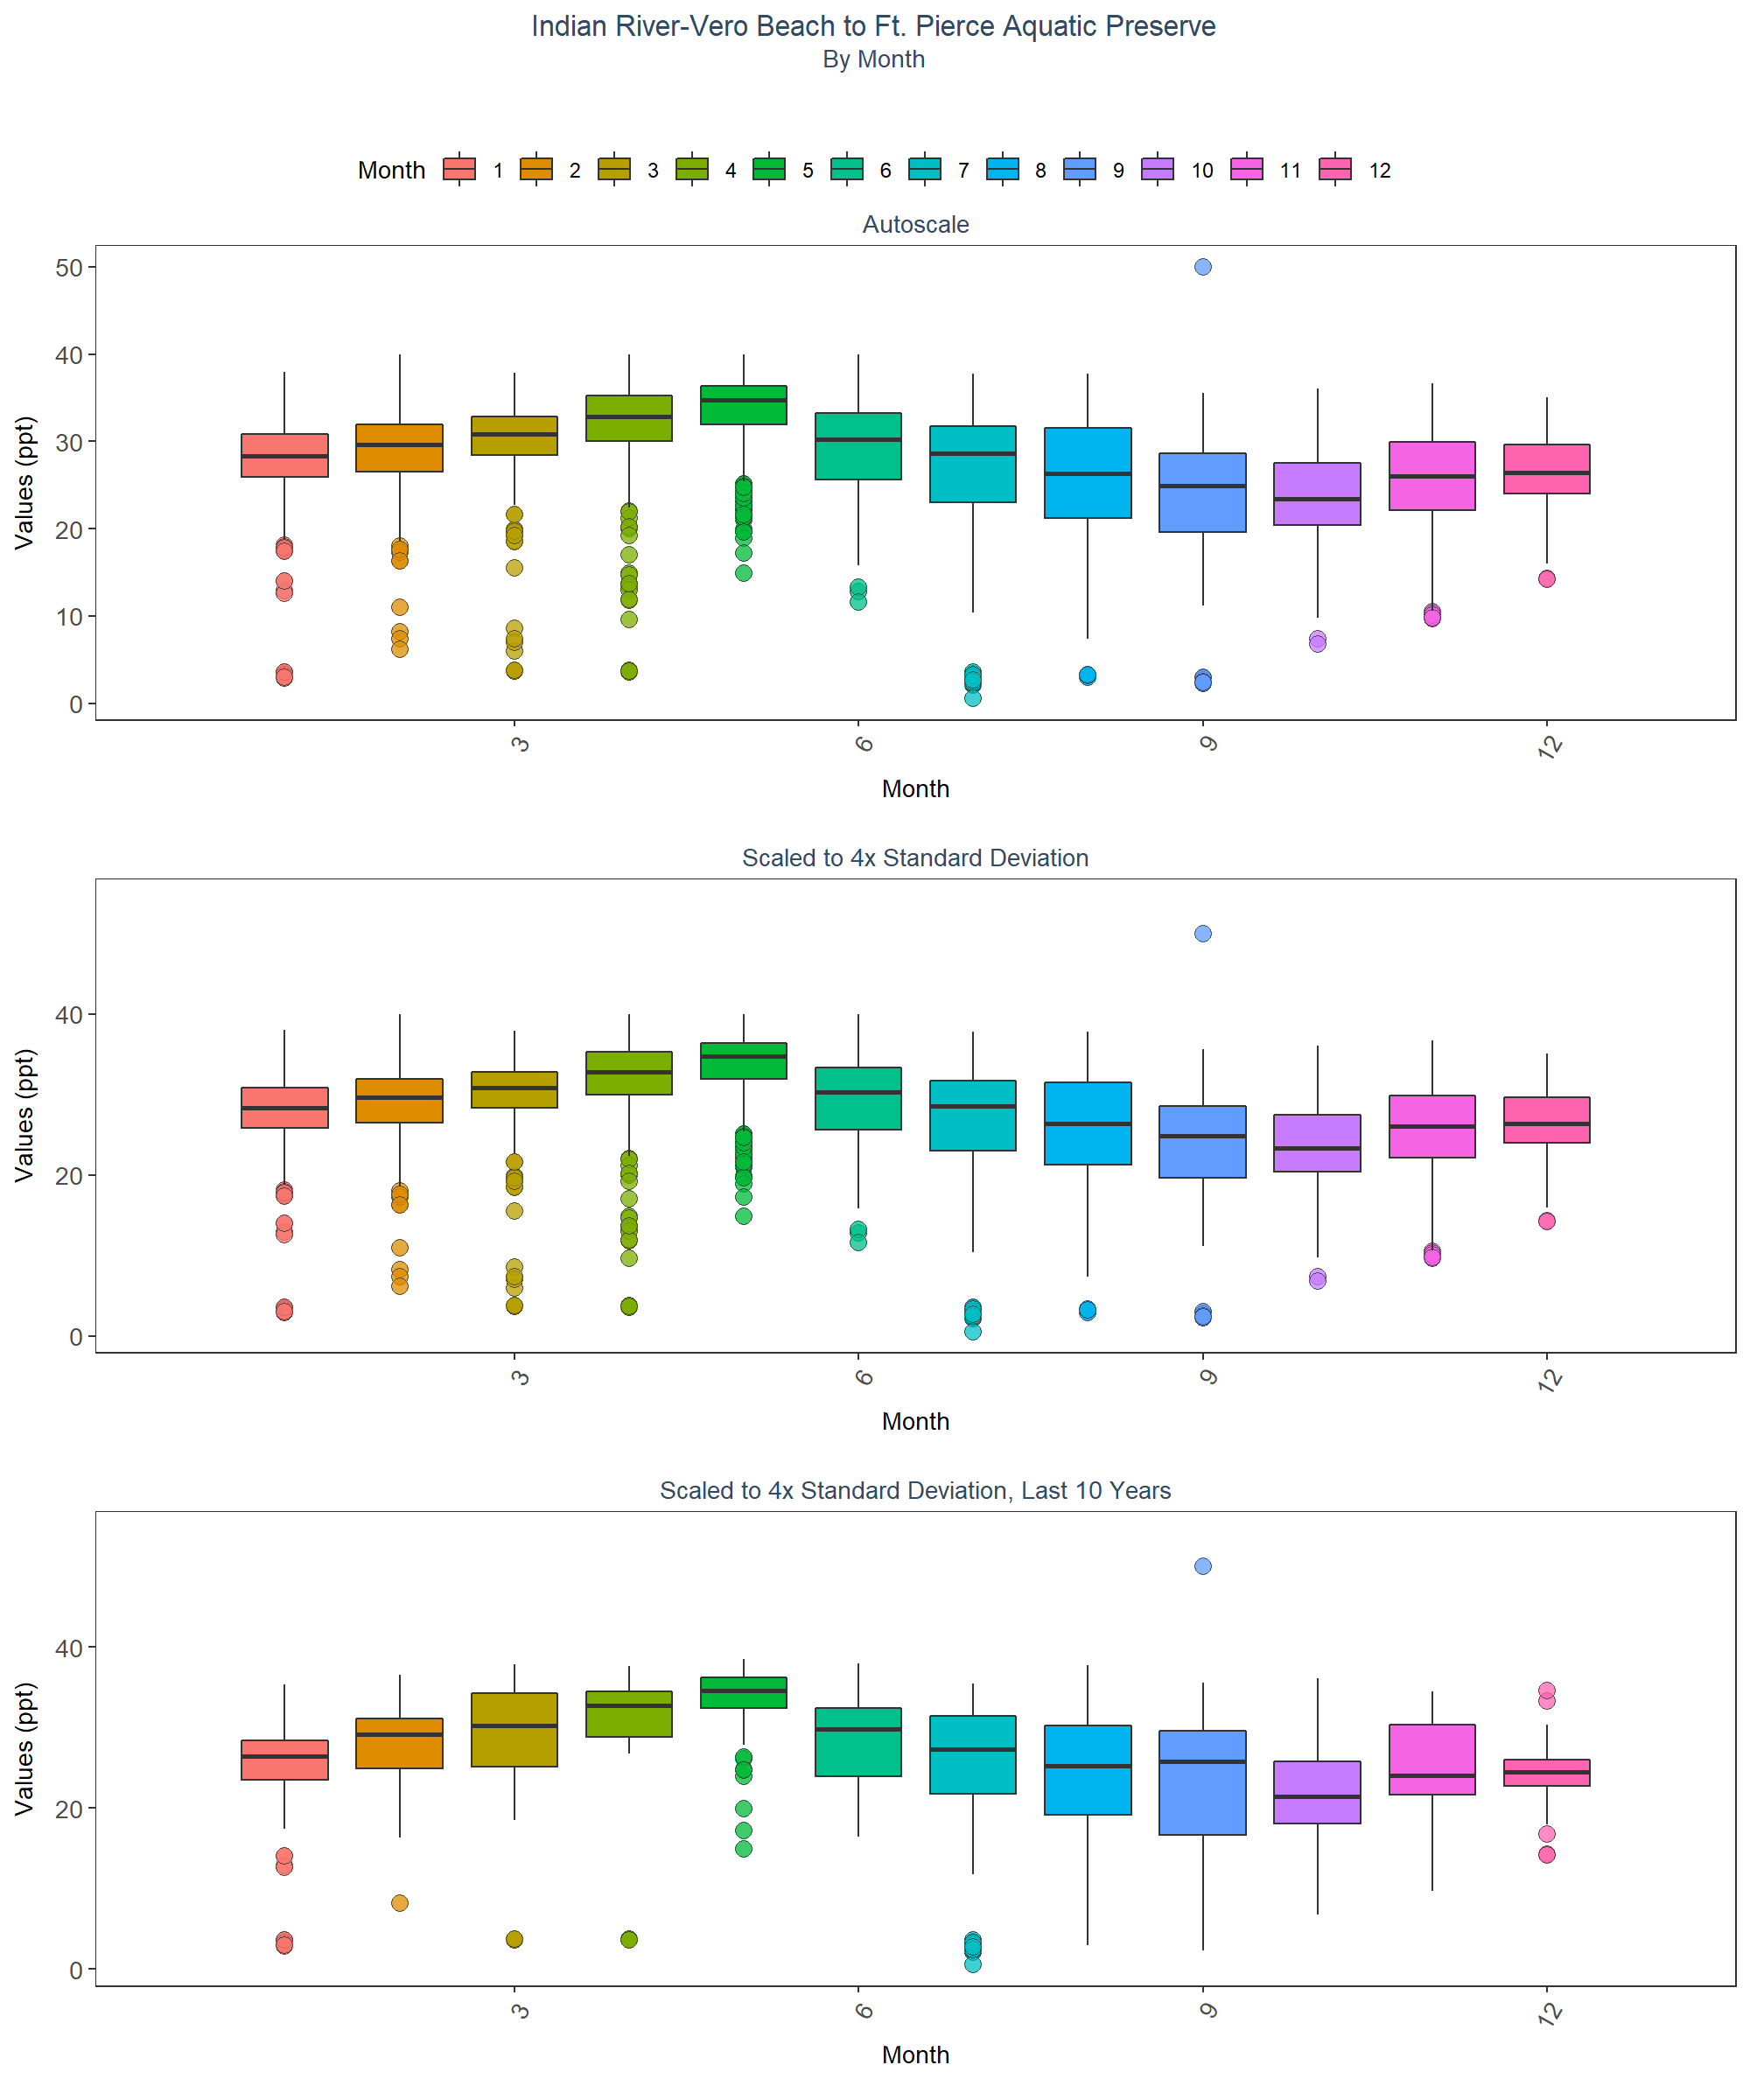 Indian River-Vero Beach to Ft. Pierce Aquatic Preserve
By Month
Month 1 2 3 4 5 6 7 8 9 10 11 12
Autoscale
Values (ppt)
50
40
30
20
10
0
3 6 9 12
Month
Scaled to 4x Standard Deviation
Values (ppt)
40
20
0
3 6 9 12
Month
Scaled to 4x Standard Deviation, Last 10 Years
Values (ppt)
40
20
0
3 6 9 12
Month